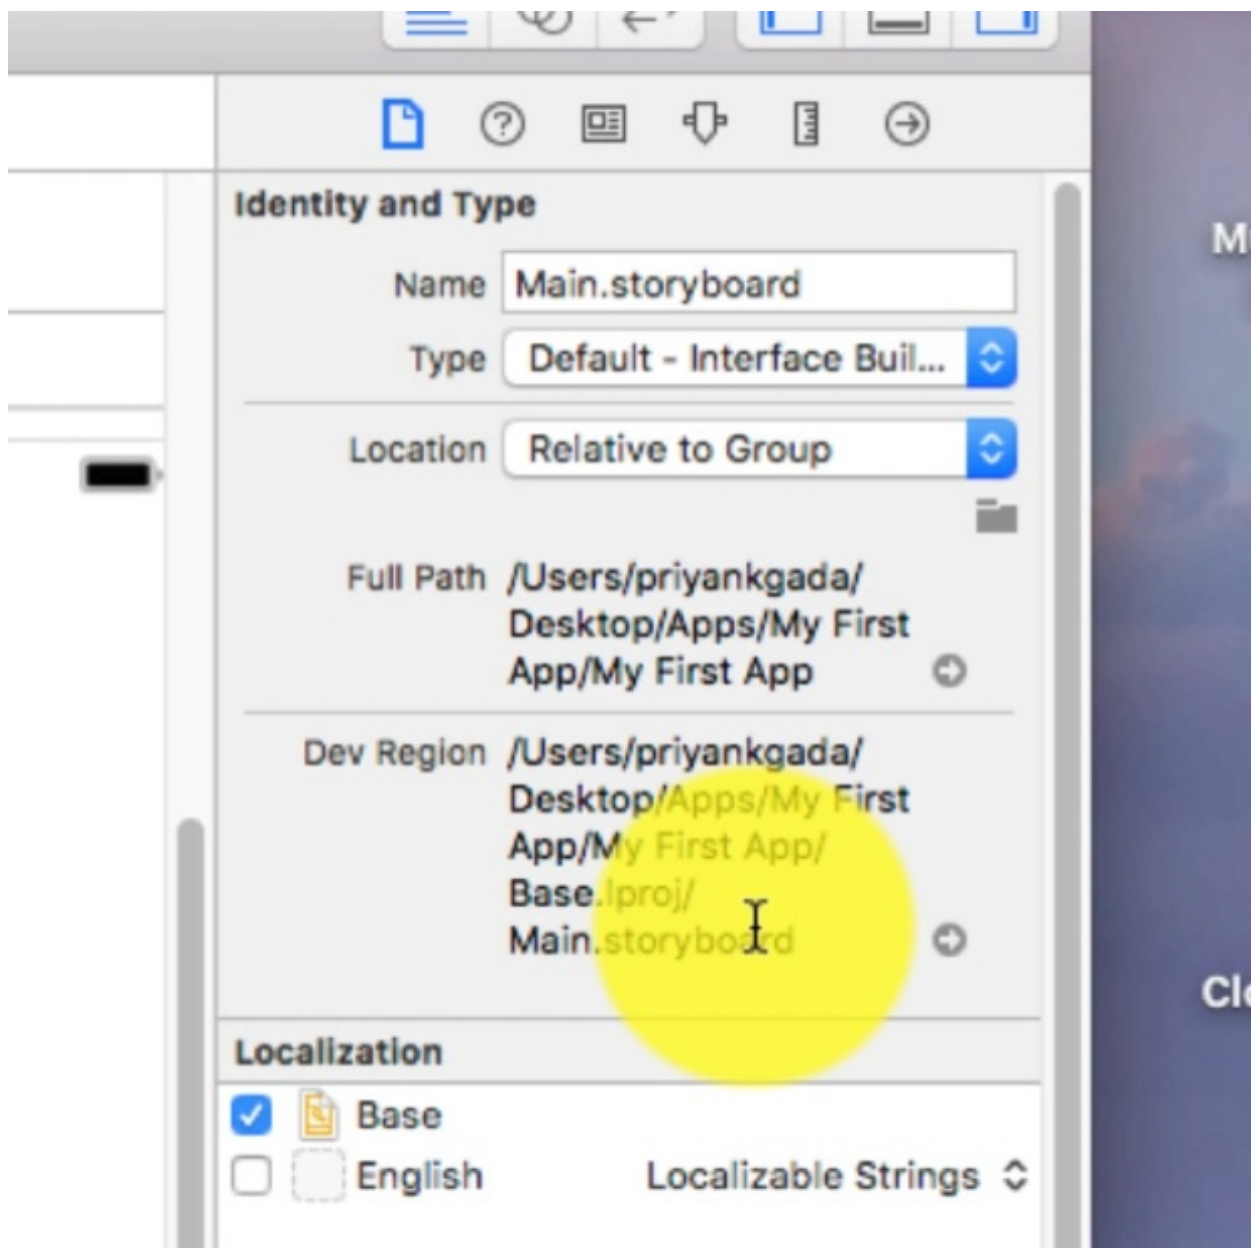 Identity and Type
Name Main.storyboard
Type Default - Interface Buil...
Location Relative to Group
Full Path /Users/priyankgada/
Desktop/Apps/My First
App/My First App
Dev Region /Users/priyankgada/
Desktop/Apps/My First
App/My First App/
Base.lproj/
Main.storyboard
Localization
Base
English Localizable Strings